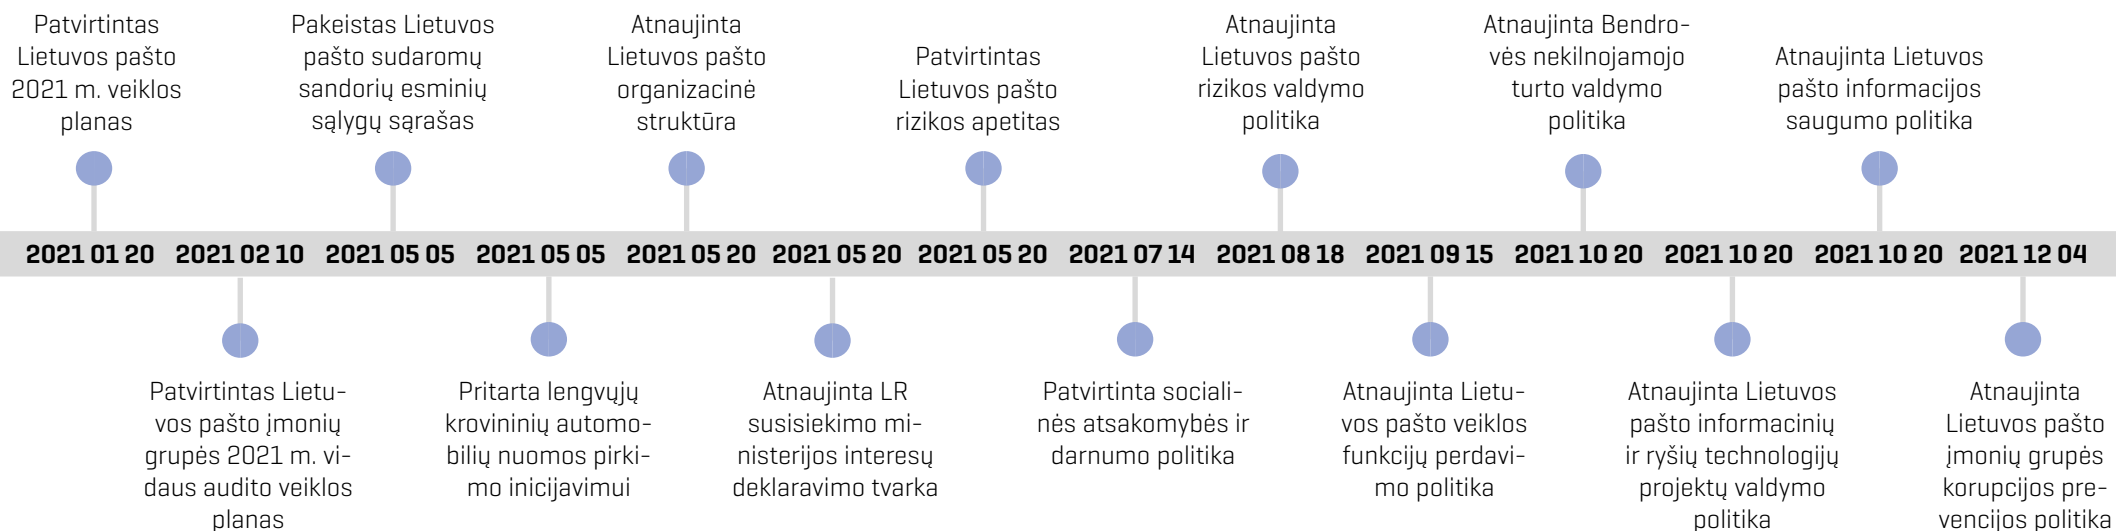 Patvirtintas
Lietuvos pašto
2021 m. veiklos
planas
Pakeistas Lietuvos
pašto sudaromų
sandorių esminių
sąlygų sąrašas
Atnaujinta
Lietuvos pašto
organizacinė
struktūra
Patvirtintas
Lietuvos pašto
rizikos apetitas
Atnaujinta
Lietuvos pašto
rizikos valdymo
politika
Atnaujinta Bendro-
vės nekilnojamojo
turto valdymo
politika
Atnaujinta Lietuvos
pašto informacijos
saugumo politika
2021 01 20 2021 02 10 2021 05 05 2021 05 05 2021 05 20 2021 05 20 2021 05 20 2021 07 14 2021 08 18 2021 09 15 2021 10 20 2021 10 20 2021 10 20 2021 12 04
Patvirtintas Lietu-
vos pašto įmonių
grupės 2021 m. vi-
daus audito veiklos
planas
Pritarta lengvųjų
krovininių automo-
bilių nuomos pirki-
mo inicijavimui
Atnaujinta LR
susisiekimo mi-
nisterijos interesų
deklaravimo tvarka
Patvirtinta sociali-
nės atsakomybės ir
darnumo politika
Atnaujinta Lietu-
vos pašto veiklos
funkcijų perdavi-
mo politika
Atnaujinta Lietuvos
pašto informacinių
ir ryšių technologijų
projektų valdymo
politika
Atnaujinta
Lietuvos pašto
įmonių grupės
korupcijos pre-
vencijos politika